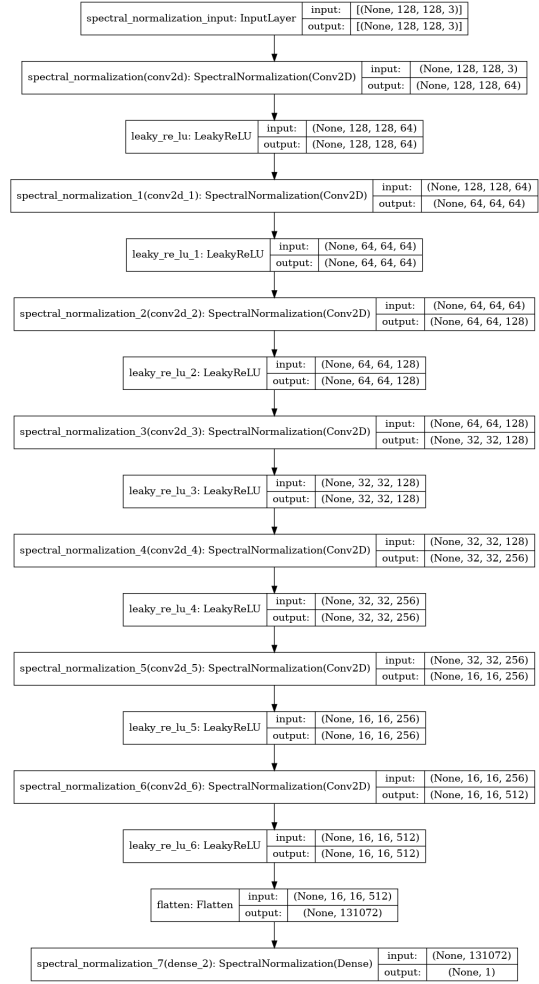 spectral_normalization_input: InputLayer input: [(None, 128, 128, 3)]
output: [(None, 128, 128, 3)]
spectral_normalization(conv2d): SpectralNormalization(Conv2D) input: (None, 128, 128, 3)
output: (None, 128, 128, 64)
leaky_re_lu: LeakyReLU input: (None, 128, 128, 64)
output: (None, 128, 128, 64)
spectral_normalization_1(conv2d_1): SpectralNormalization(Conv2D) input: (None, 128, 128, 64)
output: (None, 64, 64, 64)
leaky_re_lu_1: LeakyReLU input: (None, 64, 64, 64)
output: (None, 64, 64, 64)
spectral_normalization_2(conv2d_2): SpectralNormalization(Conv2D) input: (None, 64, 64, 64)
output: (None, 64, 64, 128)
leaky_re_lu_2: LeakyReLU input: (None, 64, 64, 128)
output: (None, 64, 64, 128)
spectral_normalization_3(conv2d_3): SpectralNormalization(Conv2D) input: (None, 64, 64, 128)
output: (None, 32, 32, 128)
leaky_re_lu_3: LeakyReLU input: (None, 32, 32, 128)
output: (None, 32, 32, 128)
spectral_normalization_4(conv2d_4): SpectralNormalization(Conv2D) input: (None, 32, 32, 128)
output: (None, 32, 32, 256)
leaky_re_lu_4: LeakyReLU input: (None, 32, 32, 256)
output: (None, 32, 32, 256)
spectral_normalization_5(conv2d_5): SpectralNormalization(Conv2D) input: (None, 32, 32, 256)
output: (None, 16, 16, 256)
leaky_re_lu_5: LeakyReLU input: (None, 16, 16, 256)
output: (None, 16, 16, 256)
spectral_normalization_6(conv2d_6): SpectralNormalization(Conv2D) input: (None, 16, 16, 256)
output: (None, 16, 16, 512)
leaky_re_lu_6: LeakyReLU input: (None, 16, 16, 512)
output: (None, 16, 16, 512)
flatten: Flatten input: (None, 16, 16, 512)
output: (None, 131072)
spectral_normalization_7(dense_2): SpectralNormalization(Dense) input: (None, 131072)
output: (None, 1)